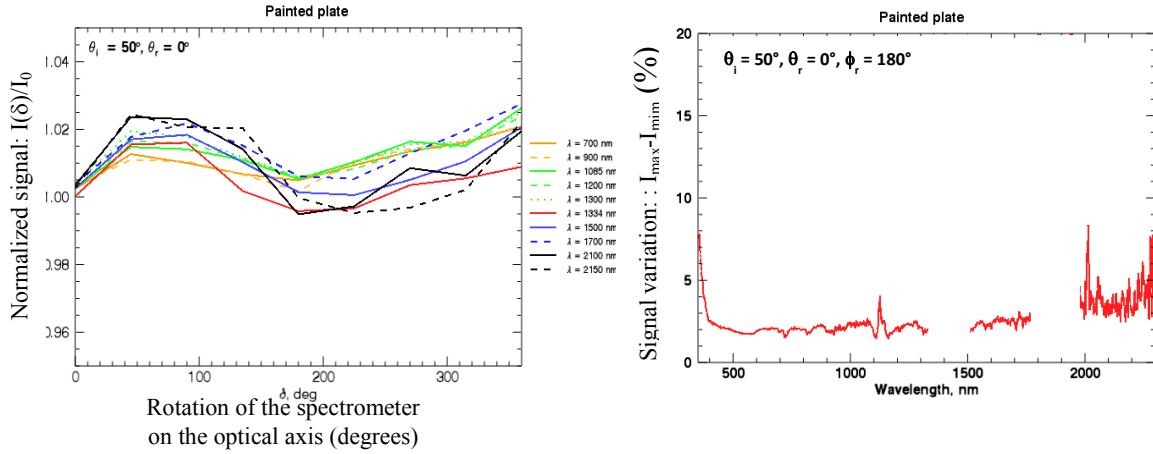 Painted plate
θi = 50°, θr = 0°
1.04
1.02
1.00
0.98
0.96
0
100
200
300
δ, deg
Normalized signal: I(δ)/I0
Rotation of the spectrometer
on the optical axis (degrees)
λ = 700 nm
λ = 900 nm
λ = 1085 nm
λ = 1200 nm
λ = 1300 nm
λ = 1334 nm
λ = 1500 nm
λ = 1700 nm
λ = 2100 nm
λ = 2150 nm
Painted plate
θi = 50°, θr = 0°, ϕr = 180°
20
15
10
5
0
500
1000
1500
2000
Wavelength, nm
Signal variation: : Imax-Imim (%)